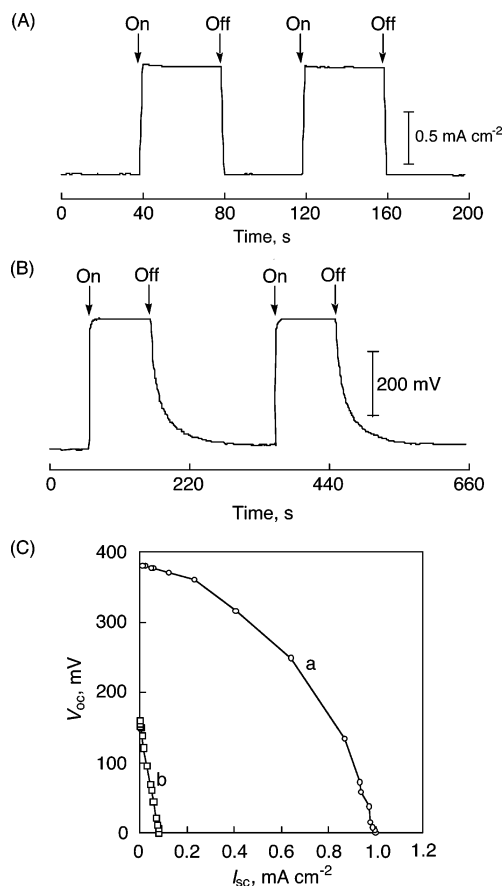 (A)
On Off On Off
0.5 mA cm-2
0 40 80 120 160 200
Time, s
(B)
On Off On Off
200 mV
0 220 440 660
Time, s
(C)
400
300
200
100
0
Voc, mV
a
b
0 0.2 0.4 0.6 0.8 1.0 1.2
Isc, mA cm-2